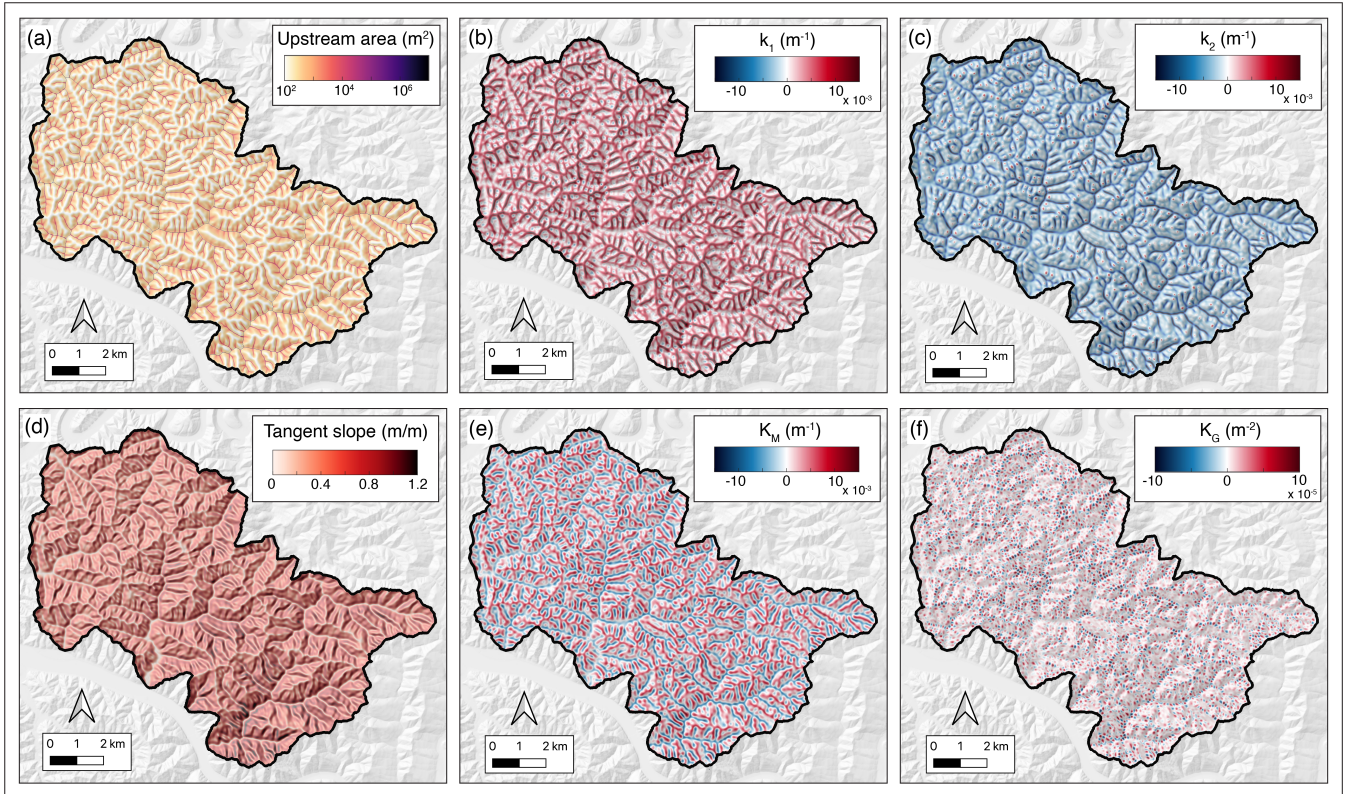 (a)
Upstream area (m²)
10² 10⁴ 10⁶
0 1 2 km
(b)
k₁ (m⁻¹)
-10 0 10
x 10⁻³
0 1 2 km
(c)
k₂ (m⁻¹)
-10 0 10
x 10⁻³
0 1 2 km
(d)
Tangent slope (m/m)
0 0.4 0.8 1.2
0 1 2 km
(e)
K_M (m⁻¹)
-10 0 10
x 10⁻³
0 1 2 km
(f)
K_G (m⁻²)
-10 0 10
x 10⁻⁵
0 1 2 km